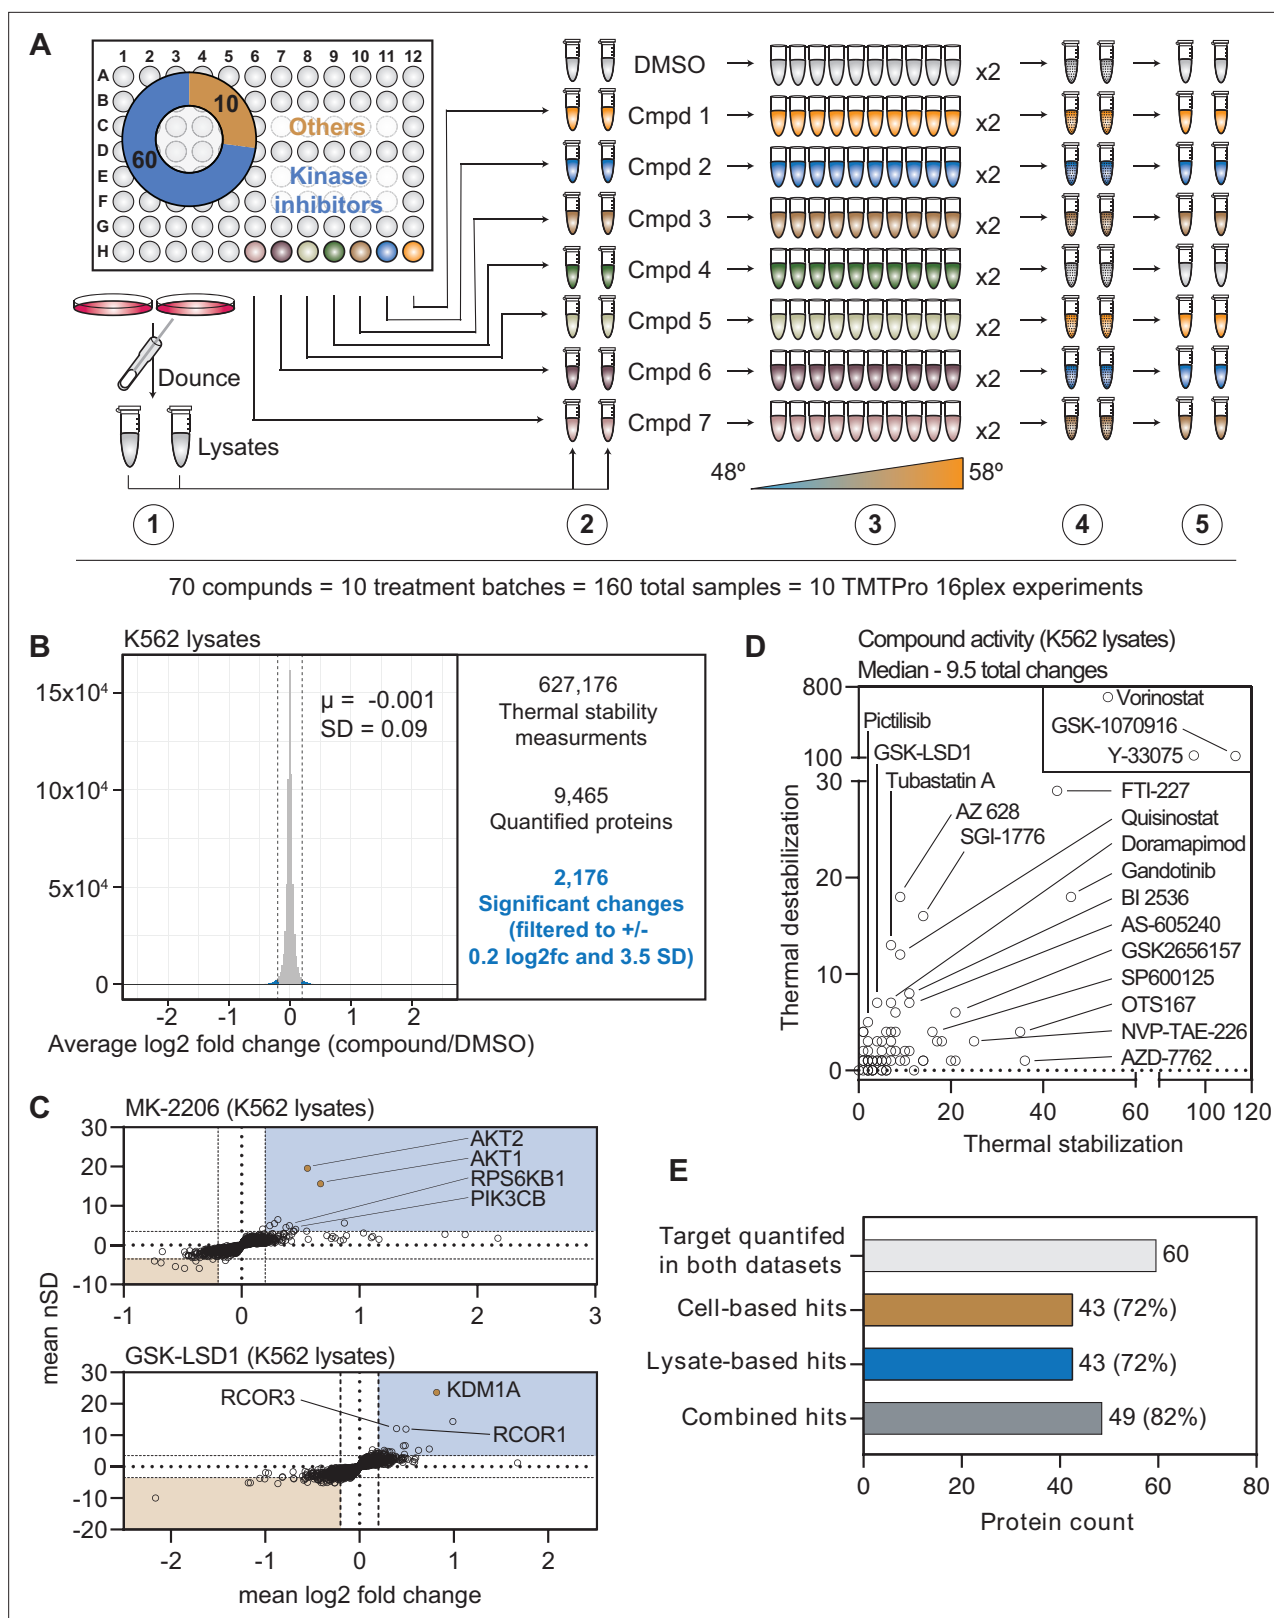 A
1 2 3 4 5 6 7 8 9 10 11 12
A
B
C
D
E
F
G
H
10
60
Others
Kinase
inhibitors
Dounce
Lysates
DMSO
Cmpd 1
Cmpd 2
Cmpd 3
Cmpd 4
Cmpd 5
Cmpd 6
Cmpd 7
x2
x2
x2
x2
x2
x2
x2
x2
48º
58º
1
2
3
4
5
70 compunds = 10 treatment batches = 160 total samples = 10 TMTPro 16plex experiments
B
K562 lysates
15x10⁴
10x10⁴
5x10⁴
0
µ = -0.001
SD = 0.09
-2 -1 0 1 2
Average log2 fold change (compound/DMSO)
627,176
Thermal stability
measurments
9,465
Quantified proteins
2,176
Significant changes
(filtered to +/-
0.2 log2fc and 3.5 SD)
C
MK-2206 (K562 lysates)
30
20
10
0
-10
AKT2
AKT1
RPS6KB1
PIK3CB
-1 0 1 2 3
mean nSD
GSK-LSD1 (K562 lysates)
30
20
10
0
-10
-20
RCOR3
KDM1A
RCOR1
-2 -1 0 1 2
mean log2 fold change
D
Compound activity (K562 lysates)
Median - 9.5 total changes
Thermal destabilization
800
100
30
20
10
0
Pictilisib
GSK-LSD1
Tubastatin A
AZ 628
SGI-1776
Vorinostat
GSK-1070916
Y-33075
FTI-227
Quisinostat
Doramapimod
Gandotinib
BI 2536
AS-605240
GSK2656157
SP600125
OTS167
NVP-TAE-226
AZD-7762
0 20 40 60 100 120
Thermal stabilization
E
Target quantifed
in both datasets
60
Cell-based hits
43 (72%)
Lysate-based hits
43 (72%)
Combined hits
49 (82%)
0 20 40 60 80
Protein count